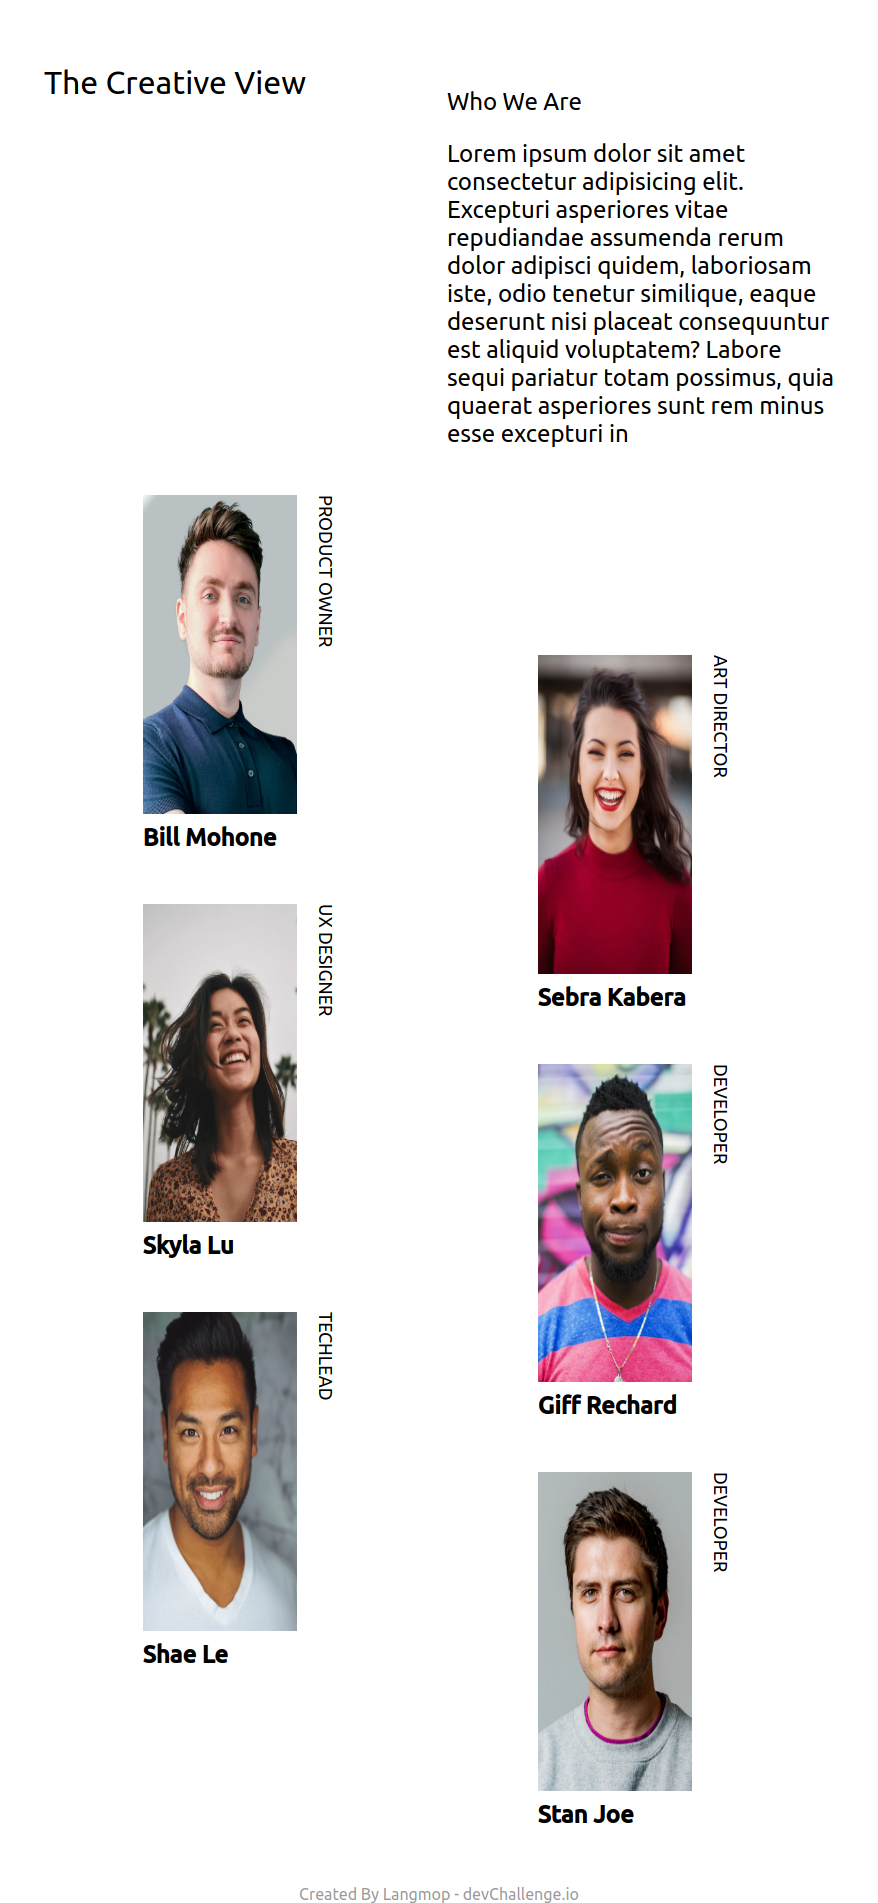 The Creative View
Who We Are
Lorem ipsum dolor sit amet
consectetur adipisicing elit.
Excepturi asperiores vitae
repudiandae assumenda rerum
dolor adipisci quidem, laboriosam
iste, odio tenetur similique, eaque
deserunt nisi placeat consequuntur
est aliquid voluptatem? Labore
sequi pariatur totam possimus, quia
quaerat asperiores sunt rem minus
esse excepturi in
PRODUCT OWNER
Bill Mohone
ART DIRECTOR
Sebra Kabera
UX DESIGNER
Skyla Lu
DEVELOPER
Giff Rechard
TECHLEAD
Shae Le
DEVELOPER
Stan Joe
Created By Langmop - devChallenge.io